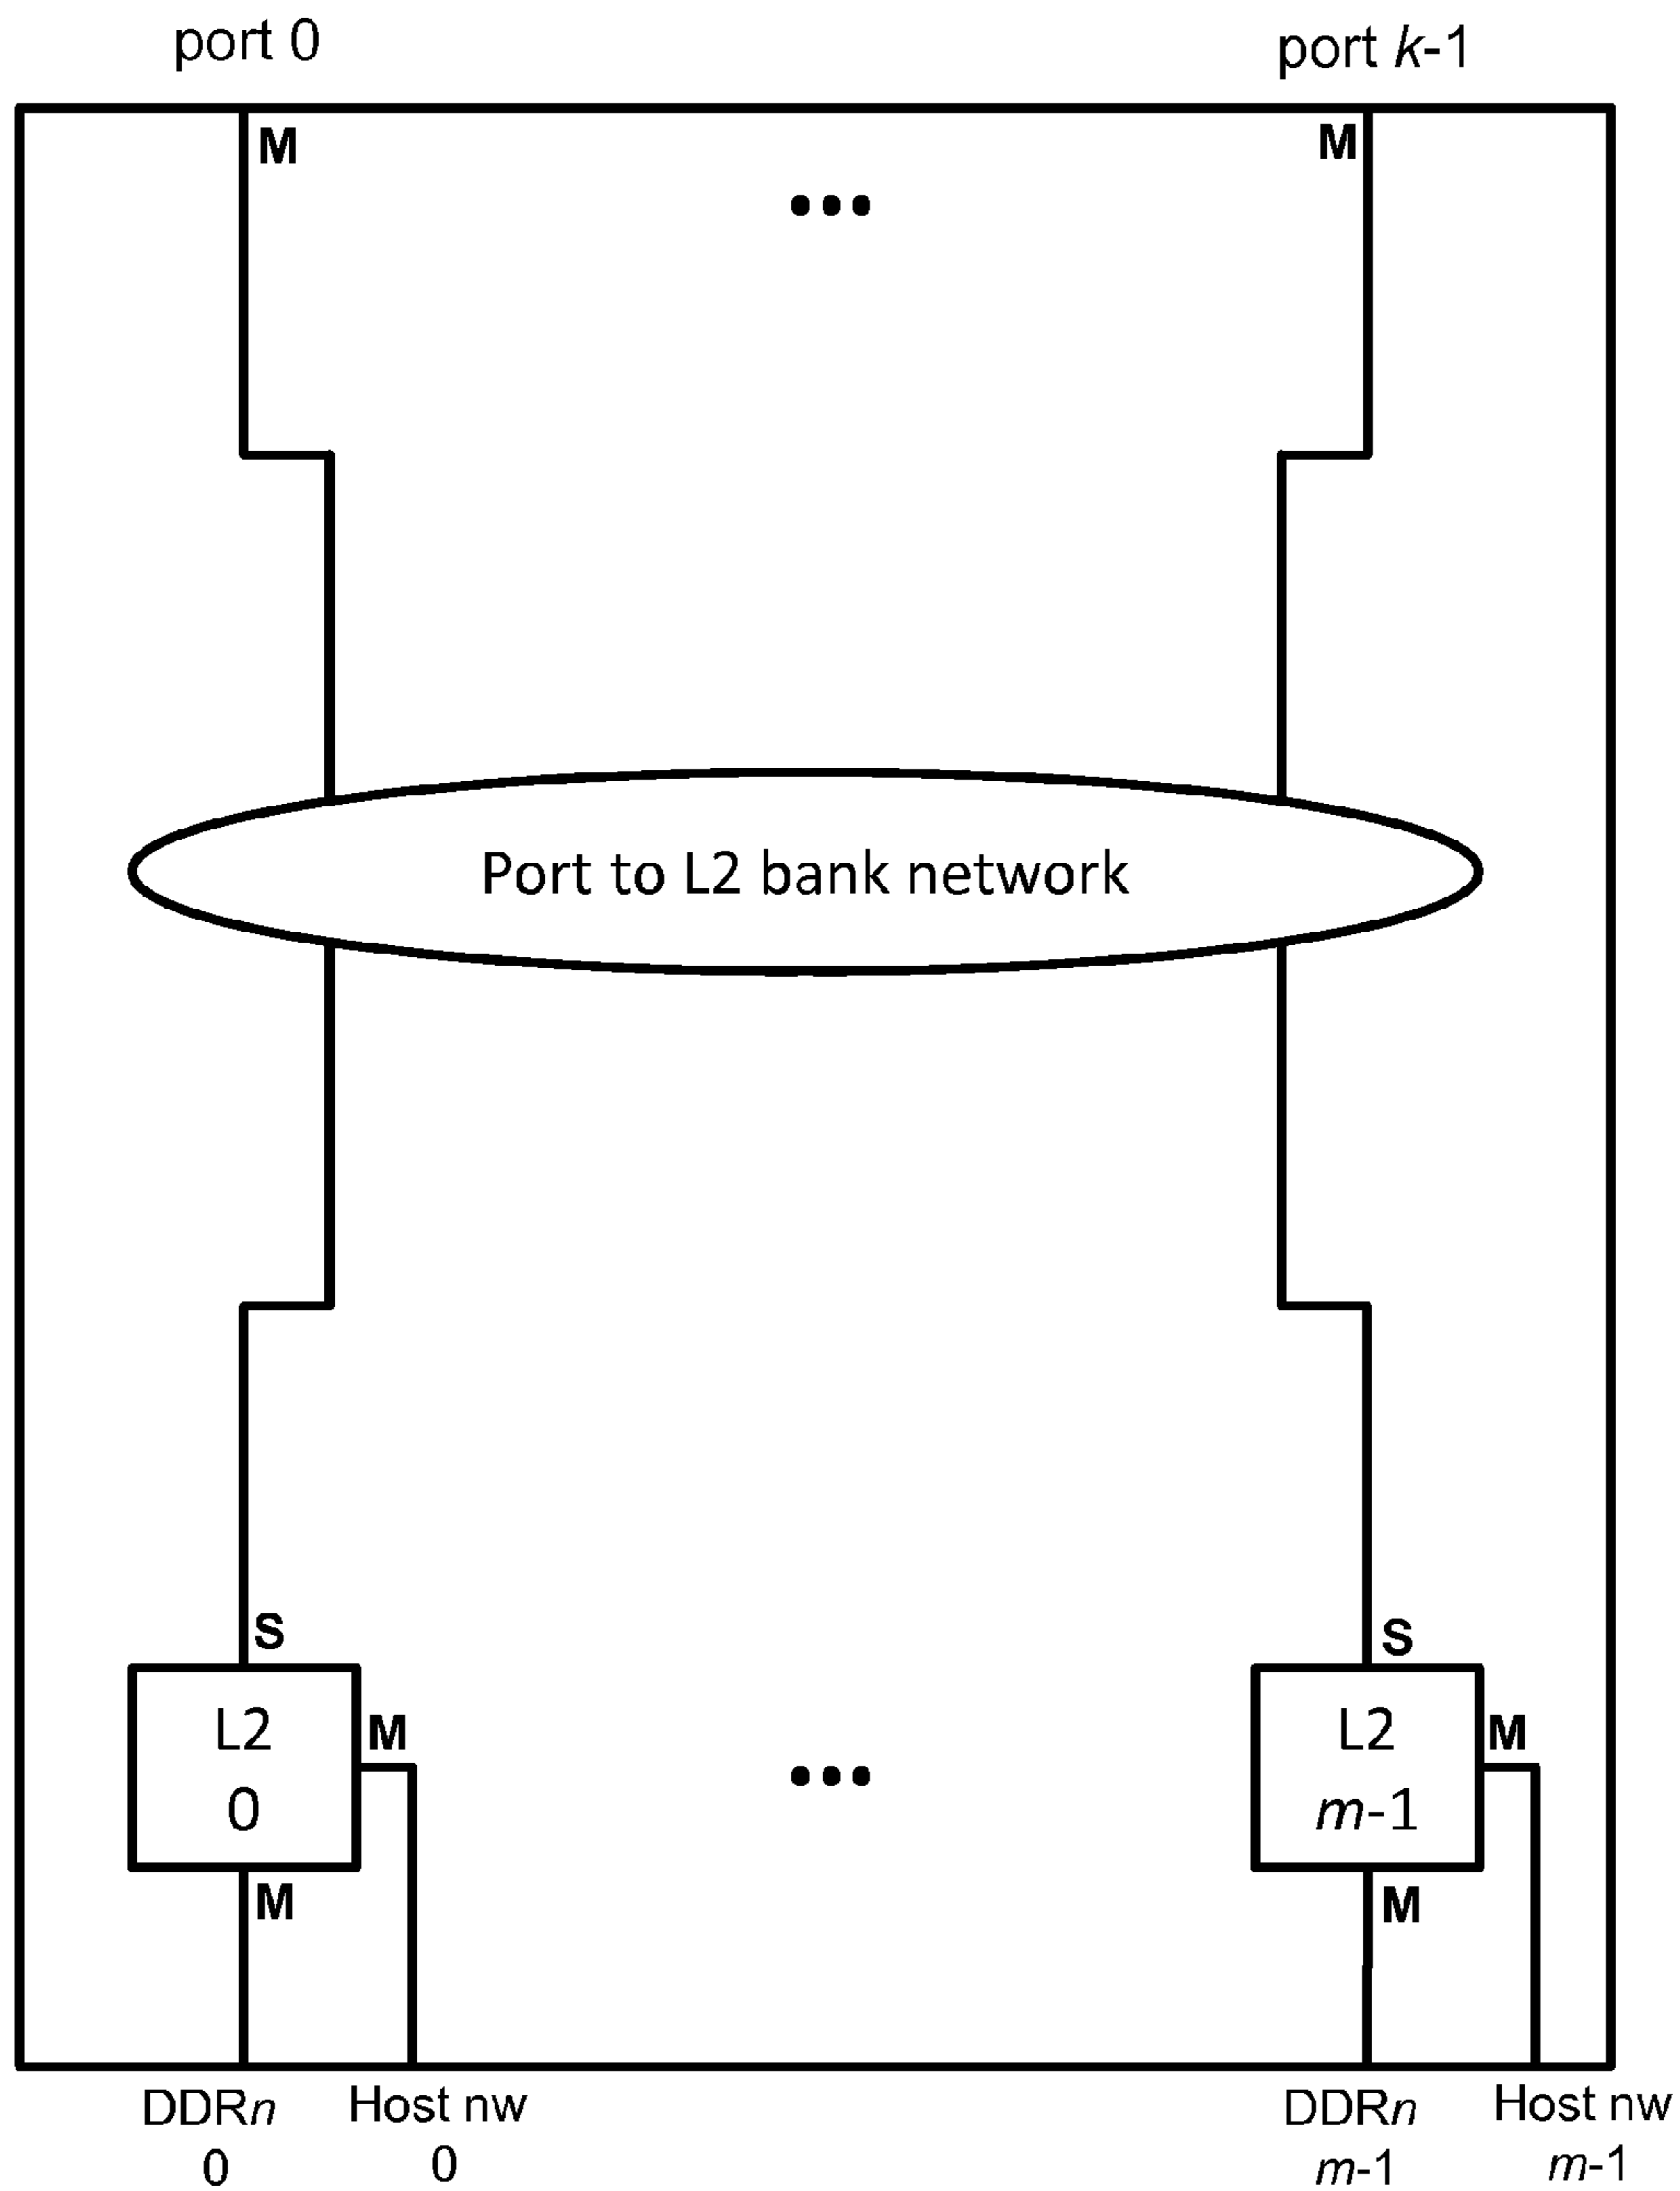 port 0
port k-1
M
M
•••
Port to L2 bank network
S
S
L2
0
M
•••
L2
m-1
M
M
M
DDRn
0
Host nw
0
DDRn
m-1
Host nw
m-1